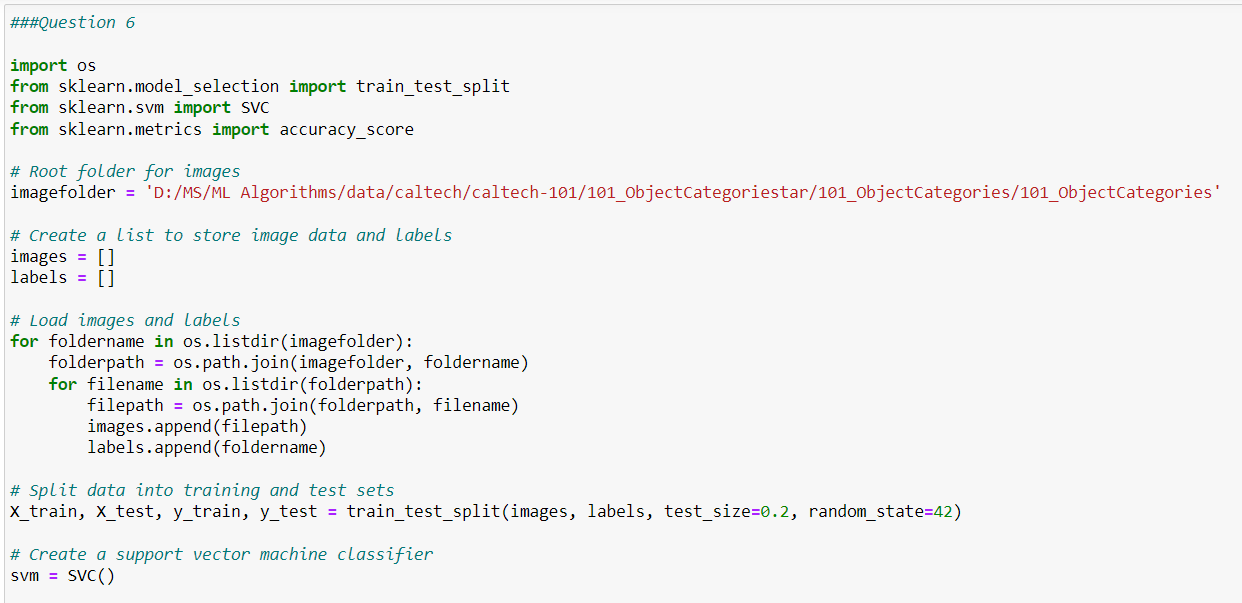 ###Question 6
import os
from sklearn.model_selection import train_test_split
from sklearn.svm import SVC
from sklearn.metrics import accuracy_score
# Root folder for images
imagefolder = 'D:/MS/ML Algorithms/data/caltech/caltech-101/101_ObjectCategoriestar/101_ObjectCategories/101_ObjectCategories'
# Create a list to store image data and labels
images = []
labels = []
# Load images and labels
for foldername in os.listdir(imagefolder):
    folderpath = os.path.join(imagefolder, foldername)
    for filename in os.listdir(folderpath):
        filepath = os.path.join(folderpath, filename)
        images.append(filepath)
        labels.append(foldername)
# Split data into training and test sets
X_train, X_test, y_train, y_test = train_test_split(images, labels, test_size=0.2, random_state=42)
# Create a support vector machine classifier
svm = SVC()